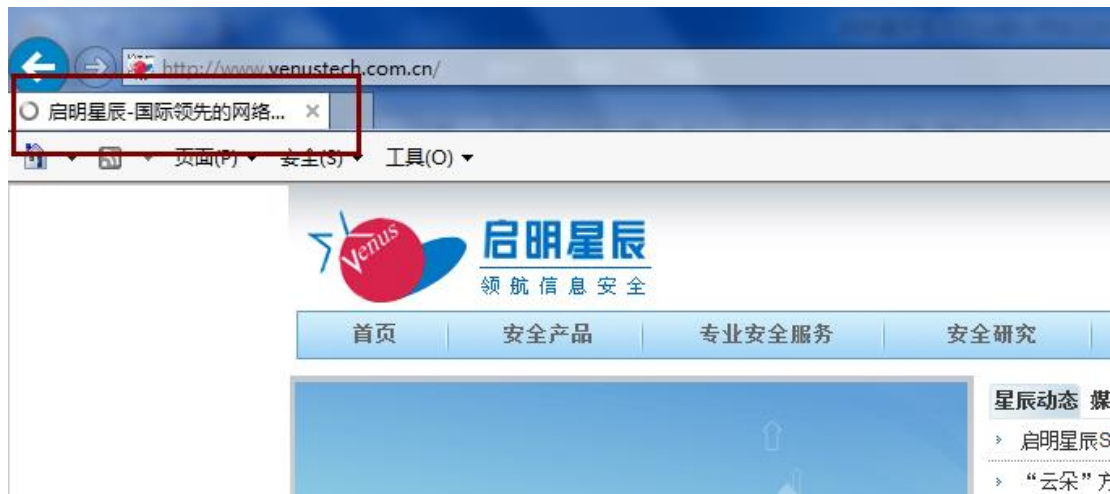 http://www.venustech.com.cn/
启明星辰-国际领先的网络... ×
页面(P) 安全(S) 工具(O)
Venus
启明星辰
领航信息安全
首页 安全产品 专业安全服务 安全研究
星辰动态 媒
启明星辰S
“云朵”方